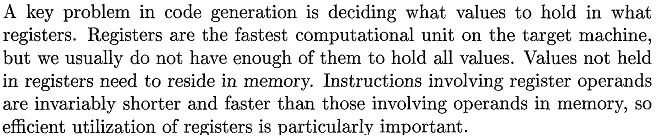 A key problem in code generation is deciding what values to hold in what
registers. Registers are the fastest computational unit on the target machine,
but we usually do not have enough of them to hold all values. Values not held
in registers need to reside in memory. Instructions involving register operands
are invariably shorter and faster than those involving operands in memory, so
efficient utilization of registers is particularly important.